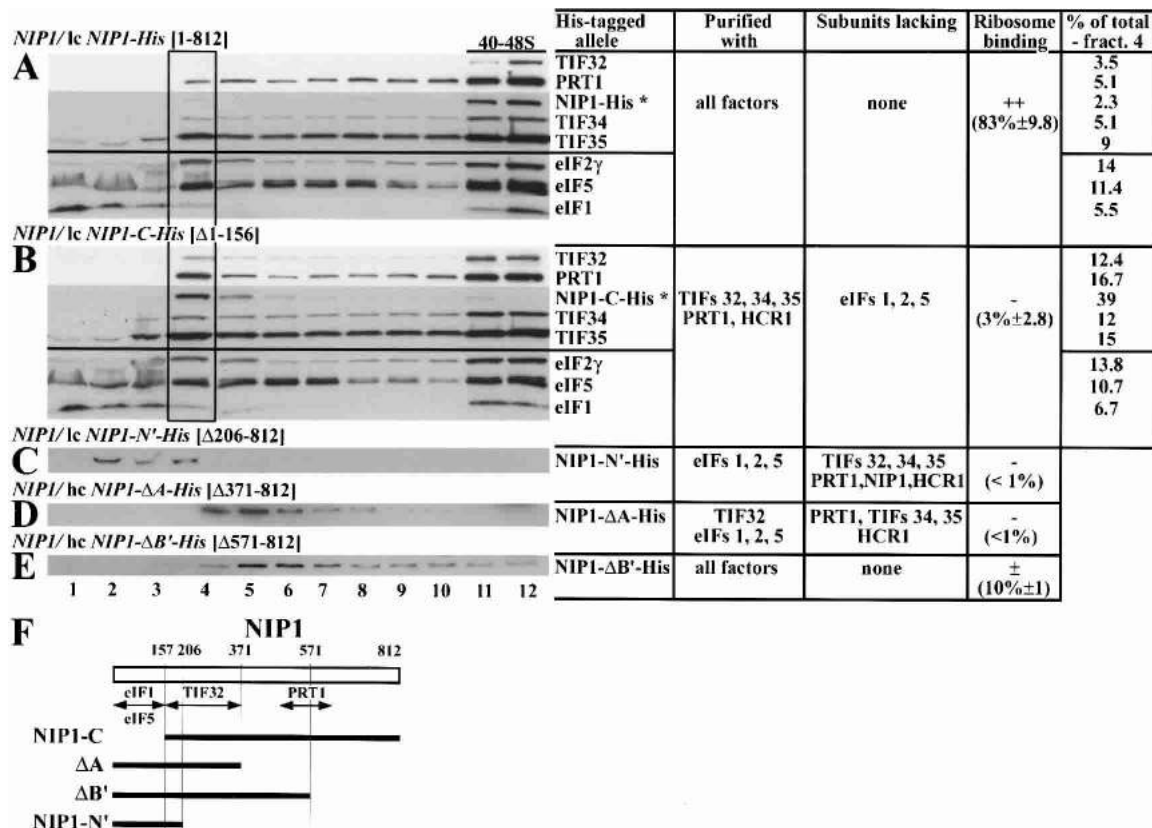 NIP1/ lc NIP1-His [1-812]
40-48S
A
His-tagged allele
Purified with
Subunits lacking
Ribosome binding
% of total - fract. 4
TIF32 3.5
PRT1 5.1
NIP1-His * all factors none ++ (83%±9.8) 2.3
TIF34 5.1
TIF35 9
eIF2γ 14
eIF5 11.4
eIF1 5.5
NIP1/ lc NIP1-C-His [Δ1-156]
B
TIF32 12.4
PRT1 16.7
NIP1-C-His * TIFs 32, 34, 35 PRT1, HCR1 eIFs 1, 2, 5 - (3%±2.8) 39
TIF34 12
TIF35 15
eIF2γ 13.8
eIF5 10.7
eIF1 6.7
NIP1/ lc NIP1-N'-His [Δ206-812]
C
NIP1-N'-His eIFs 1, 2, 5 TIFs 32, 34, 35 PRT1,NIP1,HCR1 - (< 1%)
NIP1/ hc NIP1-ΔA-His [Δ371-812]
D
NIP1-ΔA-His TIF32 eIFs 1, 2, 5 PRT1, TIFs 34, 35 HCR1 - (<1%)
NIP1/ hc NIP1-ΔB'-His [Δ571-812]
E
NIP1-ΔB'-His all factors none ± (10%±1)
1 2 3 4 5 6 7 8 9 10 11 12
F
NIP1
157 206 371 571 812
eIF1 TIF32 PRT1
eIF5
NIP1-C
ΔA
ΔB'
NIP1-N'